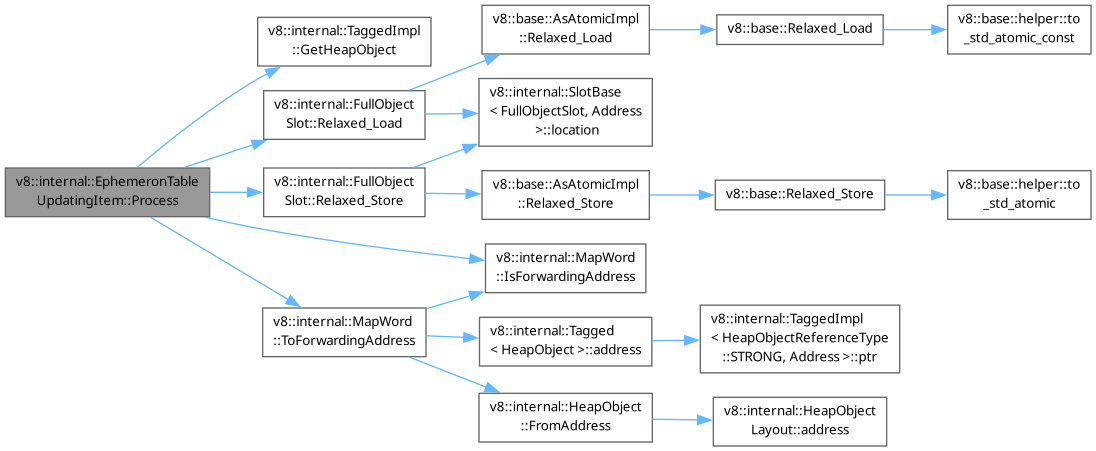 v8::internal::EphemeronTable
UpdatingItem::Process
v8::internal::TaggedImpl
::GetHeapObject
v8::internal::FullObject
Slot::Relaxed_Load
v8::base::AsAtomicImpl
::Relaxed_Load
v8::base::Relaxed_Load
v8::base::helper::to
_std_atomic_const
v8::internal::SlotBase
< FullObjectSlot, Address
>::location
v8::internal::FullObject
Slot::Relaxed_Store
v8::base::AsAtomicImpl
::Relaxed_Store
v8::base::Relaxed_Store
v8::base::helper::to
_std_atomic
v8::internal::MapWord
::IsForwardingAddress
v8::internal::MapWord
::ToForwardingAddress
v8::internal::Tagged
< HeapObject >::address
v8::internal::TaggedImpl
< HeapObjectReferenceType
::STRONG, Address >::ptr
v8::internal::HeapObject
::FromAddress
v8::internal::HeapObject
Layout::address